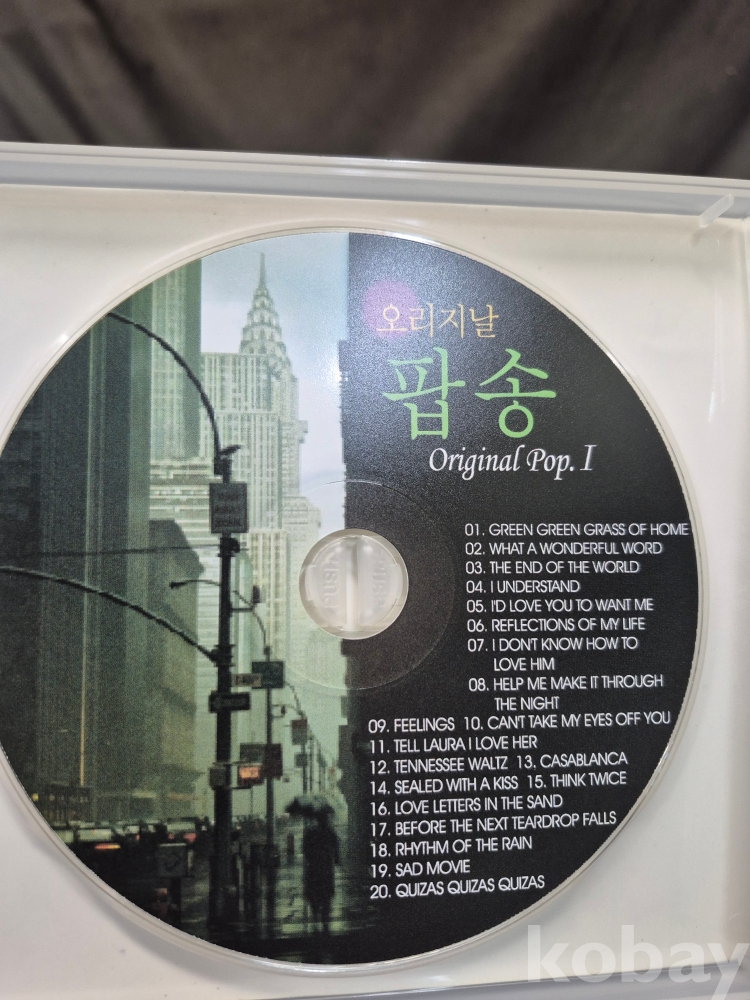 오리지날
팝송
Original Pop. I
01. GREEN GREEN GRASS OF HOME
02. WHAT A WONDERFUL WORD
03. THE END OF THE WORLD
04. I UNDERSTAND
05. I'D LOVE YOU TO WANT ME
06. REFLECTIONS OF MY LIFE
07. I DONT KNOW HOW TO
LOVE HIM
08. HELP ME MAKE IT THROUGH
THE NIGHT
09. FEELINGS 10. CAN'T TAKE MY EYES OFF YOU
11. TELL LAURA I LOVE HER
12. TENNESSEE WALTZ 13. CASABLANCA
14. SEALED WITH A KISS 15. THINK TWICE
16. LOVE LETTERS IN THE SAND
17. BEFORE THE NEXT TEARDROP FALLS
18. RHYTHM OF THE RAIN
19. SAD MOVIE
20. QUIZAS QUIZAS QUIZAS
PUSH
kobay